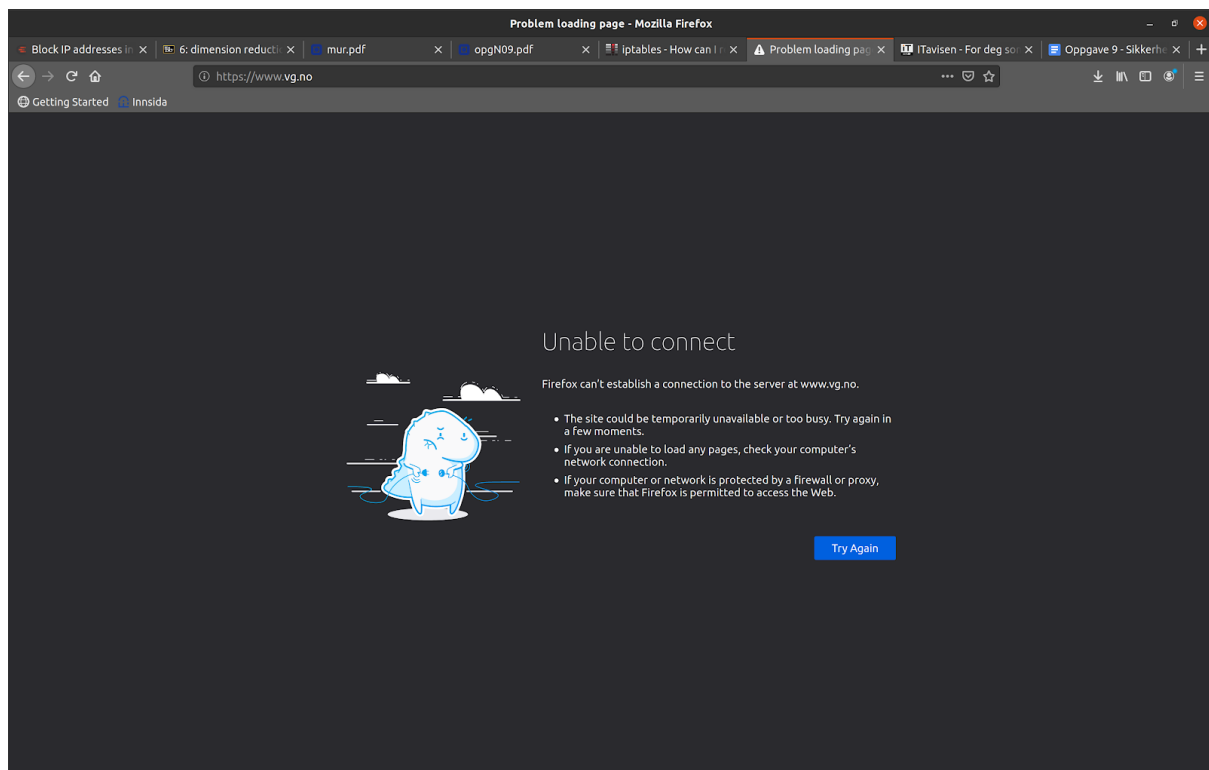 Problem loading page - Mozilla Firefox
Block IP addresses in
6: dimension reductio
mur.pdf
opgN09.pdf
iptables - How can I
Problem loading pag
ITavisen - For deg so
Oppgave 9 - Sikkerhe
https://www.vg.no
Getting Started
Innsida
Unable to connect
Firefox can't establish a connection to the server at www.vg.no.
The site could be temporarily unavailable or too busy. Try again in
a few moments.
If you are unable to load any pages, check your computer's
network connection.
If your computer or network is protected by a firewall or proxy,
make sure that Firefox is permitted to access the Web.
Try Again